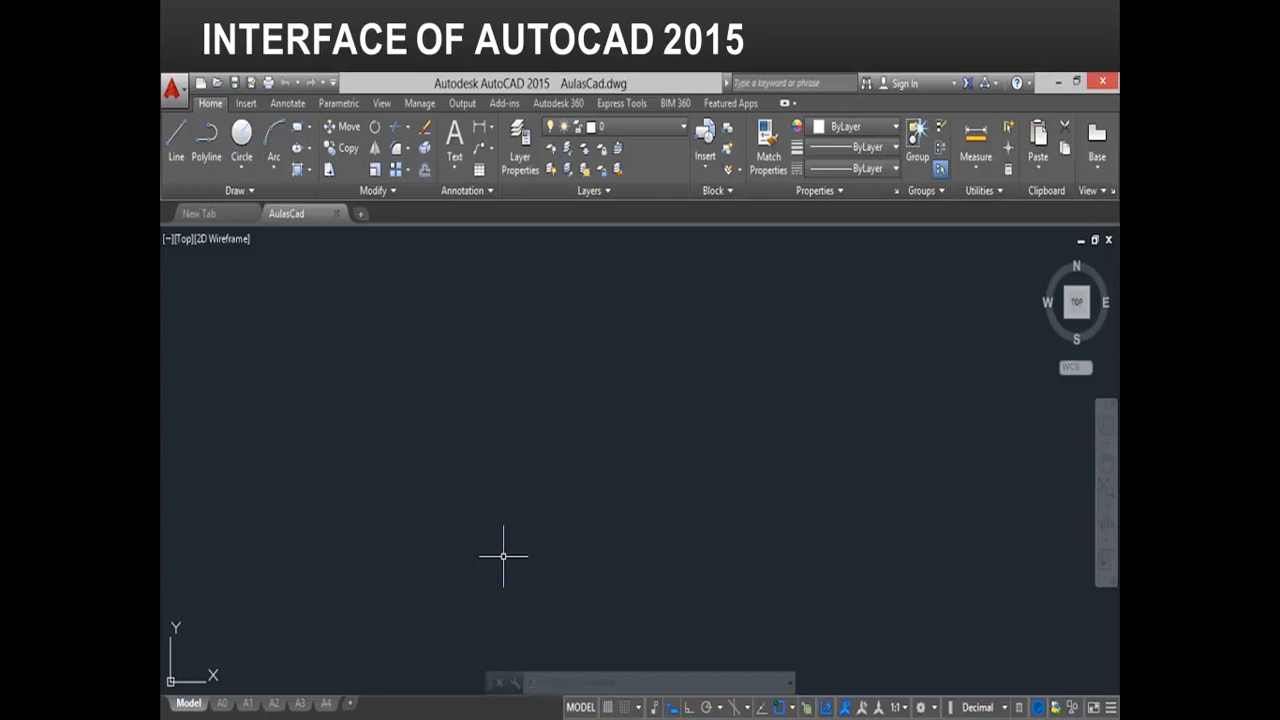 INTERFACE OF AUTOCAD 2015
Autodesk AutoCAD 2015 AulasCad.dwg
Type a keyword or phrase
Sign In
Home Insert Annotate Parametric View Manage Output Add-ins Autodesk 360 Express Tools BIM 360 Featured Apps
Move 0 ByLayer
Line Polyline Circle Arc Copy Text Layer Properties Insert Match Properties ByLayer Group Measure Paste Base
ByLayer
Draw Modify Annotation Layers Block Properties Groups Utilities Clipboard View
New Tab AulasCad
[−][Top][2D Wireframe]
N
W TOP E
S
WCS
Y
X
Model A0 A1 A2 A3 A4
MODEL 1:1 Decimal